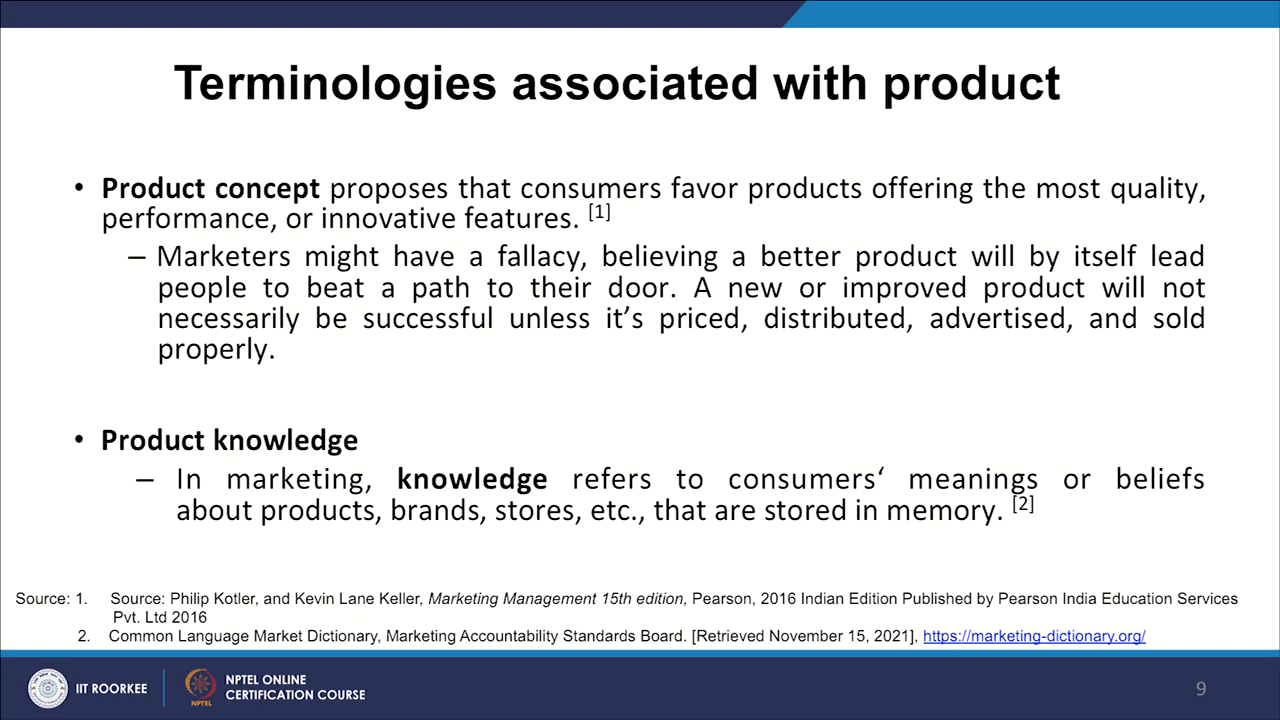 Terminologies associated with product
• Product concept proposes that consumers favor products offering the most quality,
performance, or innovative features. [1]
– Marketers might have a fallacy, believing a better product will by itself lead
people to beat a path to their door. A new or improved product will not
necessarily be successful unless it’s priced, distributed, advertised, and sold
properly.
• Product knowledge
– In marketing, knowledge refers to consumers‘ meanings or beliefs
about products, brands, stores, etc., that are stored in memory. [2]
Source: 1. Source: Philip Kotler, and Kevin Lane Keller, Marketing Management 15th edition, Pearson, 2016 Indian Edition Published by Pearson India Education Services
Pvt. Ltd 2016
2. Common Language Market Dictionary, Marketing Accountability Standards Board. [Retrieved November 15, 2021], https://marketing-dictionary.org/
IIT ROORKEE
NPTEL
NPTEL ONLINE
CERTIFICATION COURSE
9